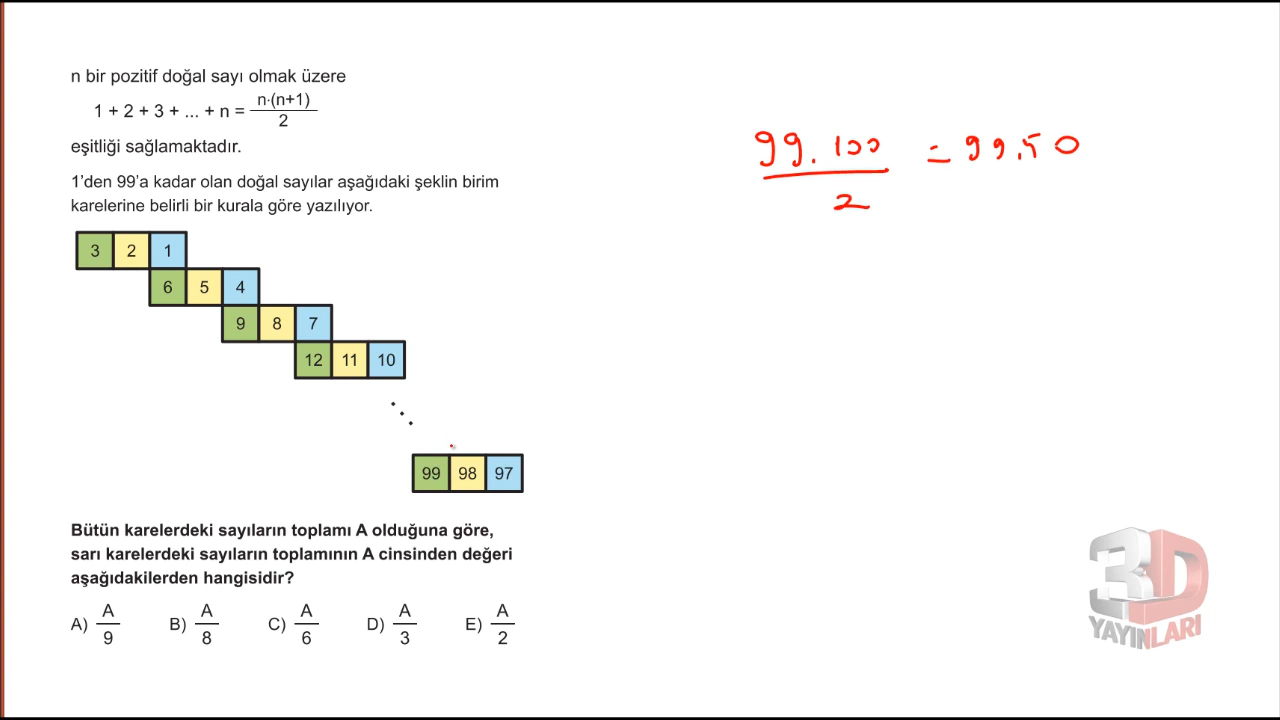 n bir pozitif doğal sayı olmak üzere
1 + 2 + 3 + ... + n = n·(n+1)
2
eşitliği sağlamaktadır.
1'den 99'a kadar olan doğal sayılar aşağıdaki şeklin birim
karelerine belirli bir kurala göre yazılıyor.
3 2 1
6 5 4
9 8 7
12 11 10
99 98 97
Bütün karelerdeki sayıların toplamı A olduğuna göre,
sarı karelerdeki sayıların toplamının A cinsinden değeri
aşağıdakilerden hangisidir?
A) A/9 B) A/8 C) A/6 D) A/3 E) A/2
99.100 = 99.50
2
3D
YAYINLARI